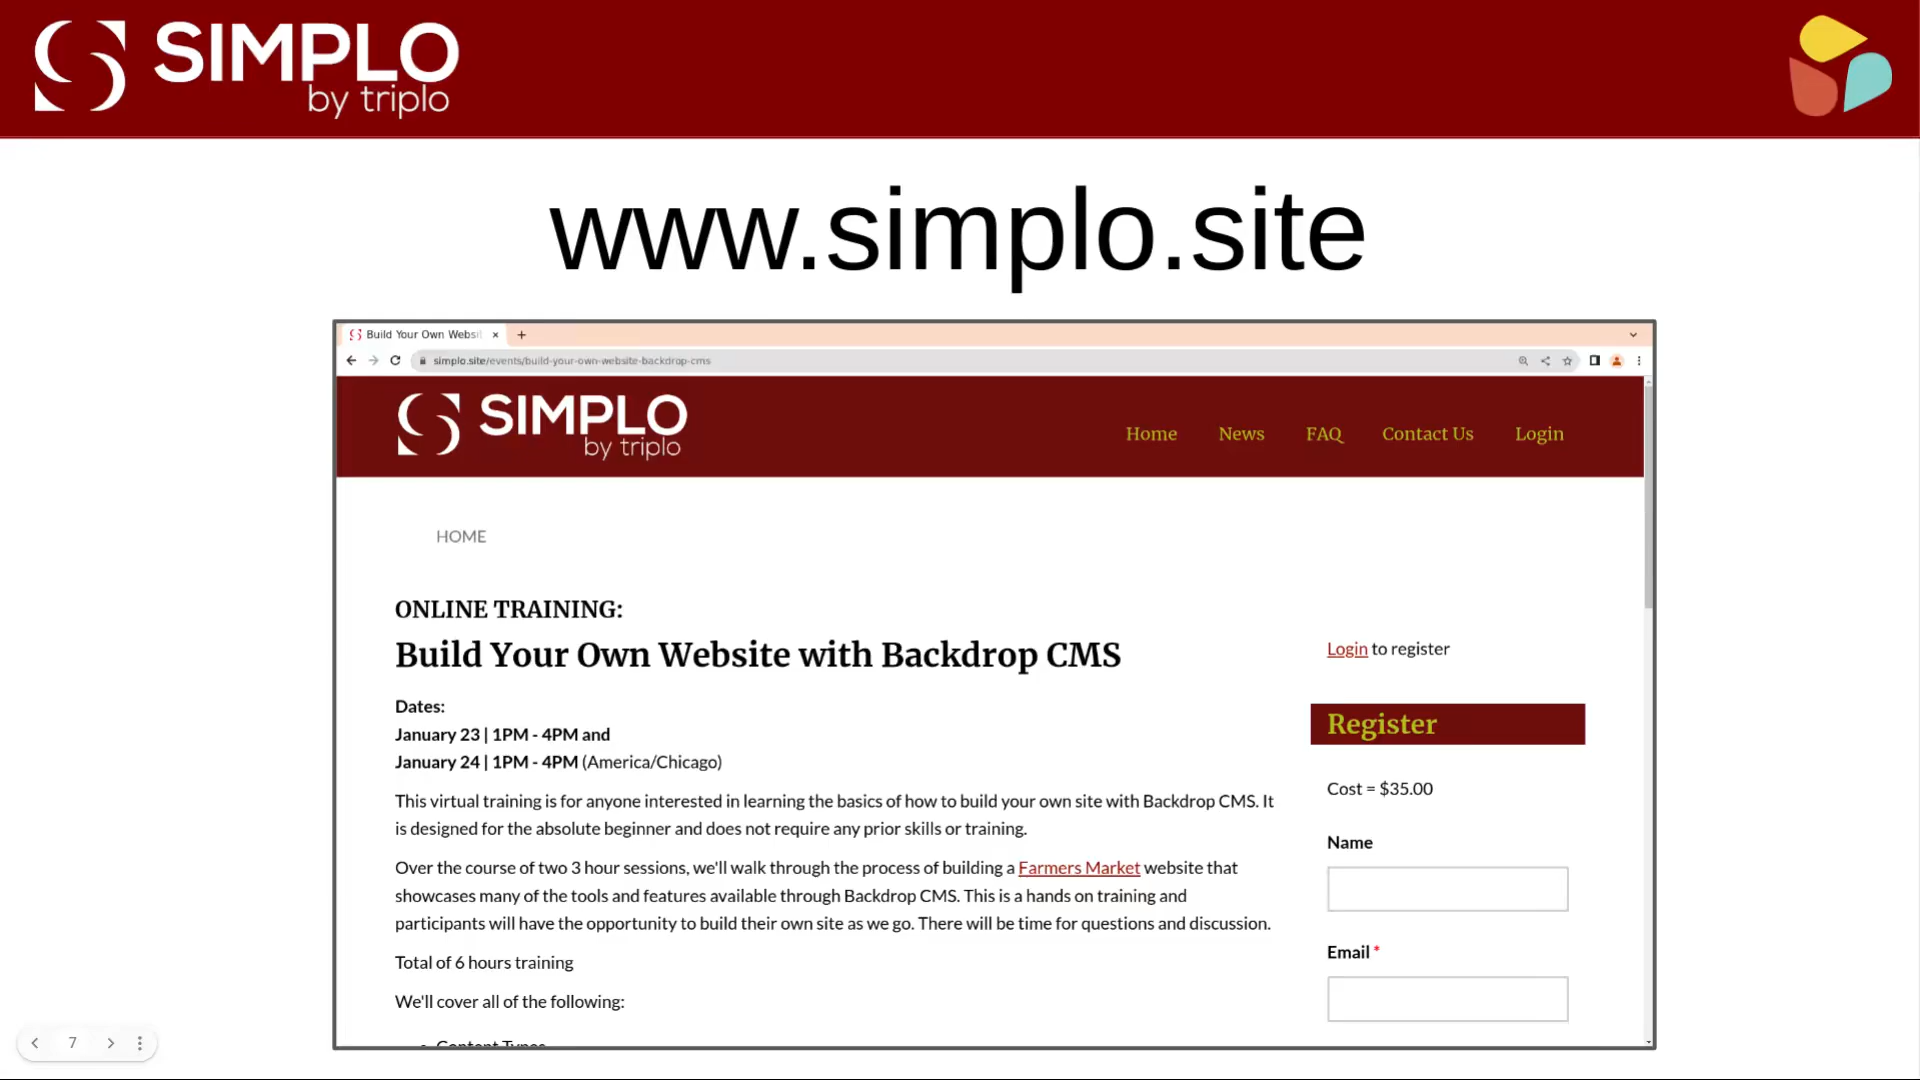 SIMPLO
by triplo
www.simplo.site
Build Your Own Websi
simplo.site/events/build-your-own-website-backdrop-cms
SIMPLO
by triplo
Home News FAQ Contact Us Login
HOME
ONLINE TRAINING:
Build Your Own Website with Backdrop CMS
Dates:
January 23 | 1PM - 4PM and
January 24 | 1PM - 4PM (America/Chicago)
This virtual training is for anyone interested in learning the basics of how to build your own site with Backdrop CMS. It
is designed for the absolute beginner and does not require any prior skills or training.
Over the course of two 3 hour sessions, we'll walk through the process of building a Farmers Market website that
showcases many of the tools and features available through Backdrop CMS. This is a hands on training and
participants will have the opportunity to build their own site as we go. There will be time for questions and discussion.
Total of 6 hours training
We'll cover all of the following:
Content Types
Login to register
Register
Cost = $35.00
Name
Email *
7